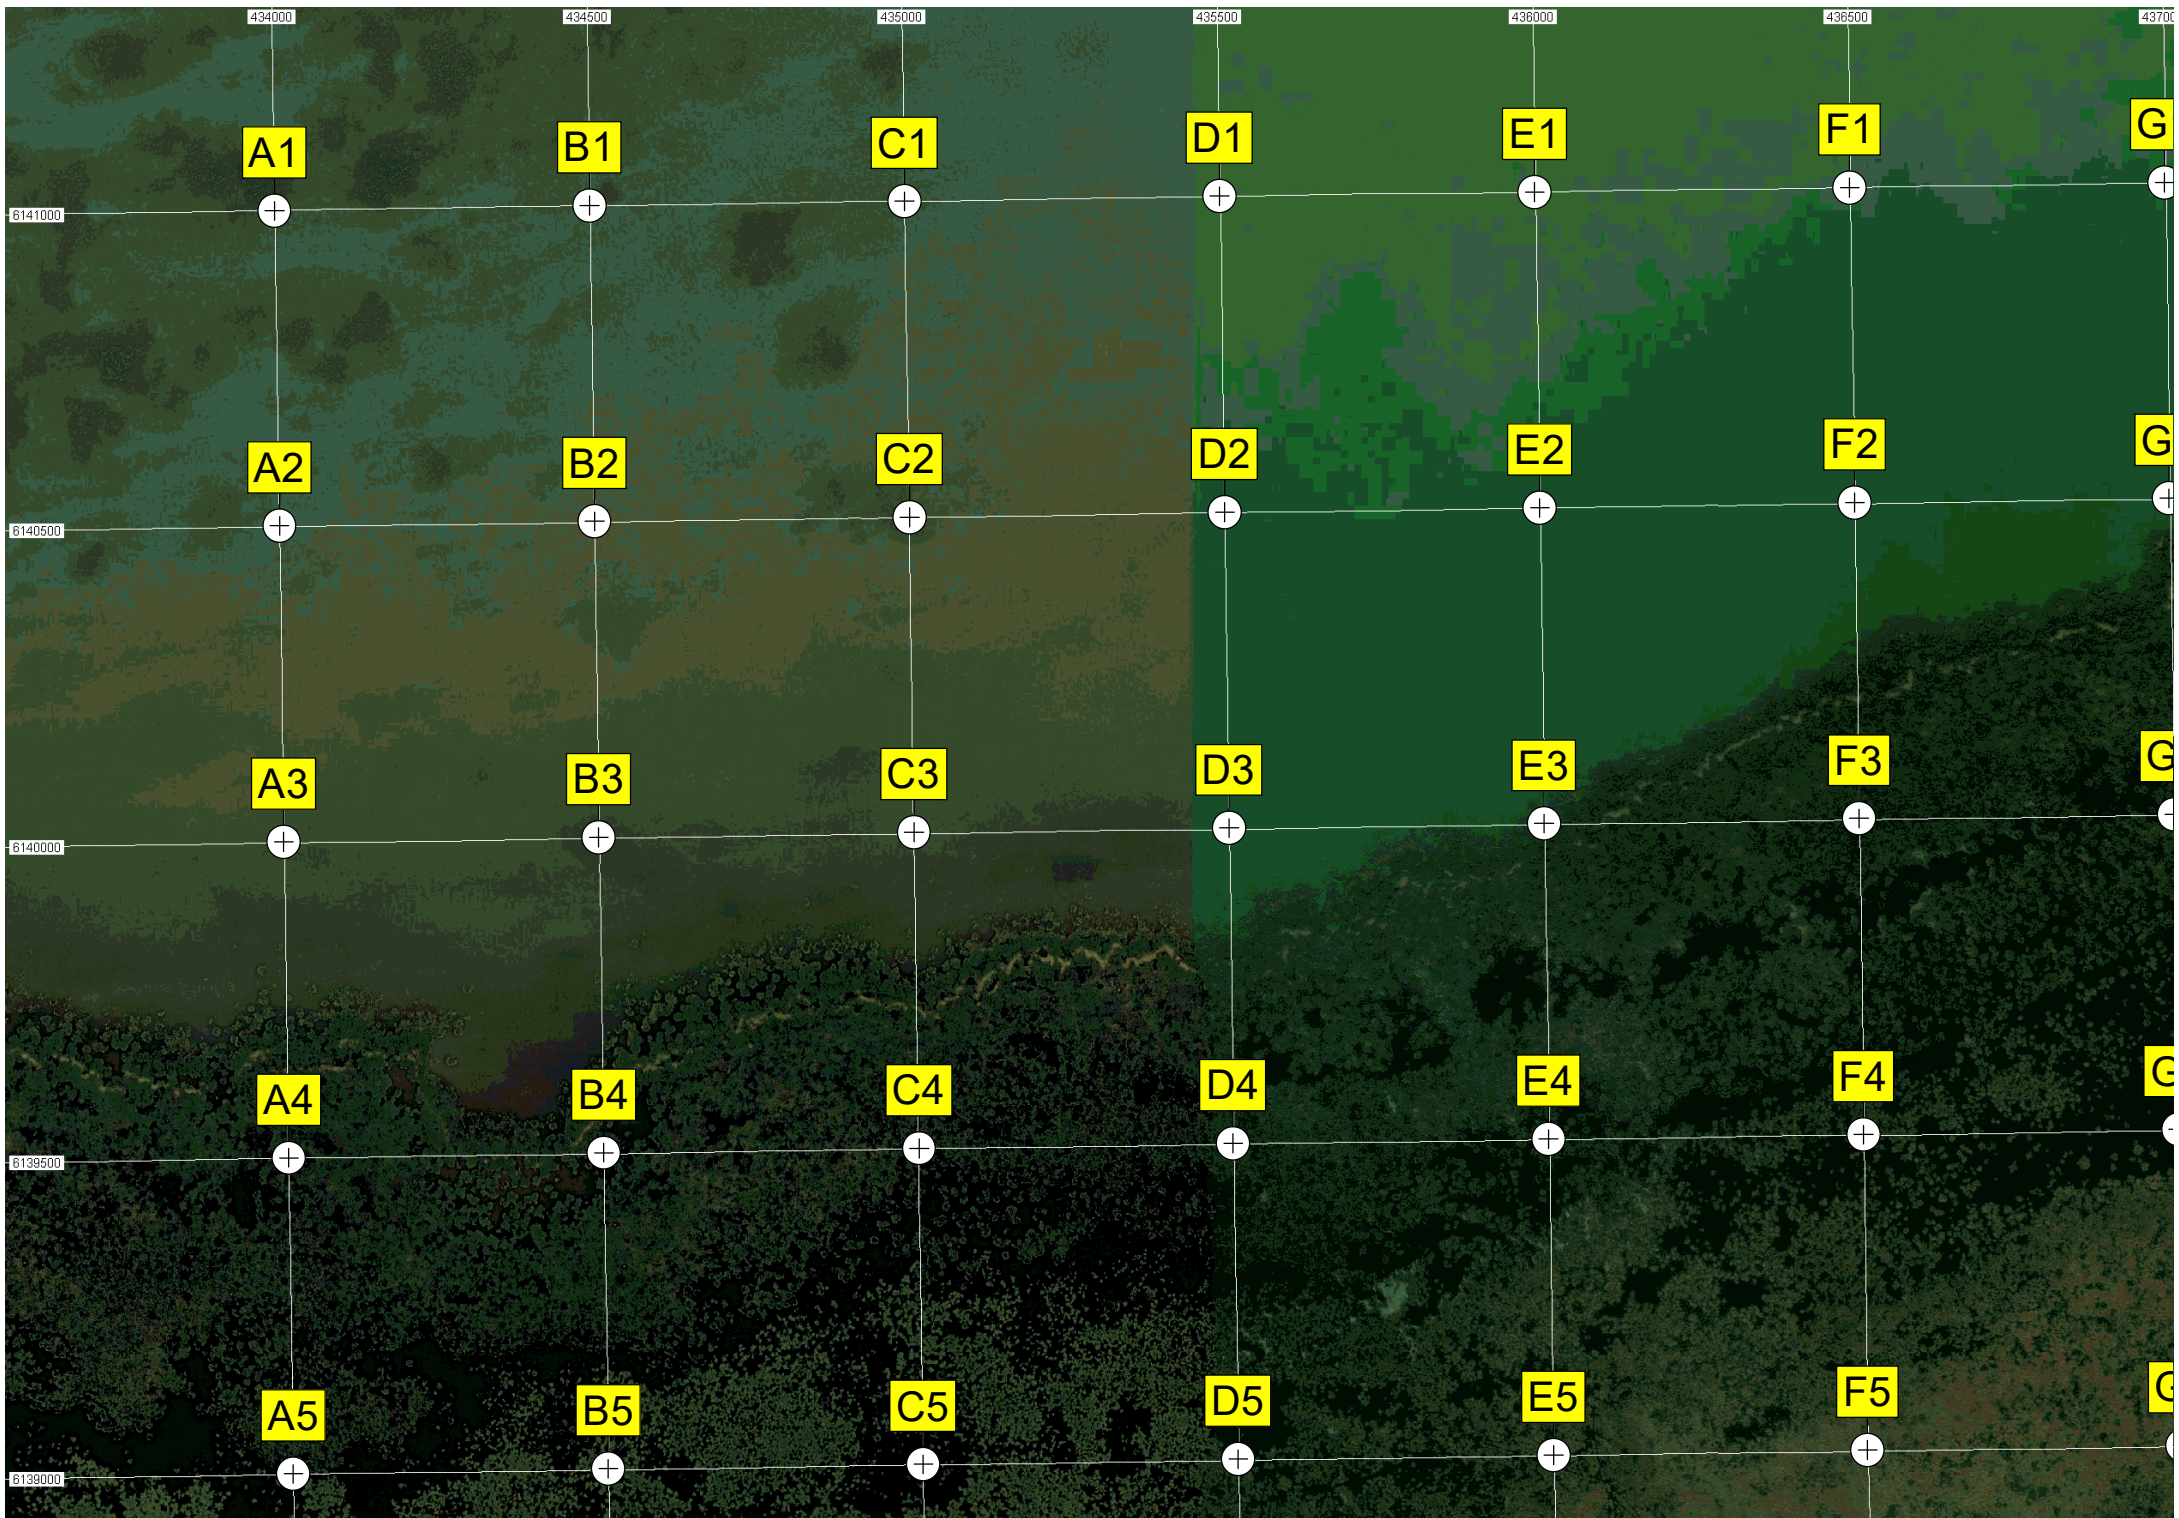 434000 434500 435000 435500 436000 436500
A1 B1 C1 D1 E1 F1 G
6141000
A2 B2 C2 D2 E2 F2 G
6140500
A3 B3 C3 D3 E3 F3 G
6140000
A4 B4 C4 D4 E4 F4 G
6139500
A5 B5 C5 D5 E5 F5
6139000